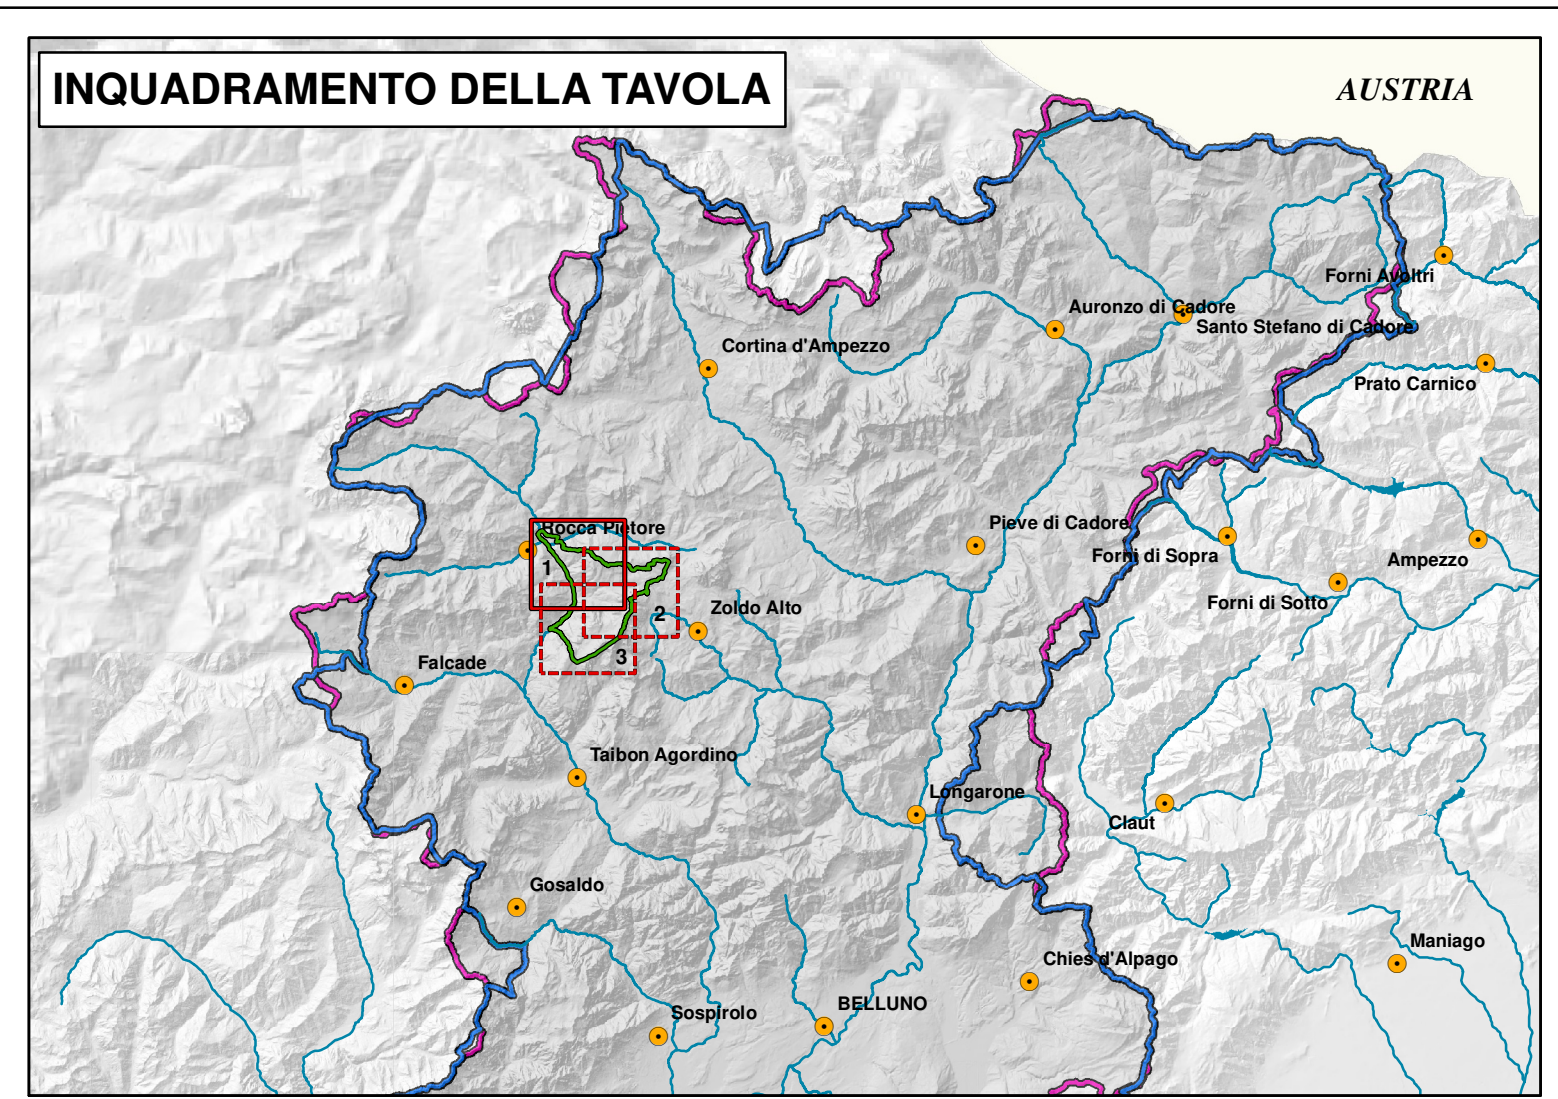 INQUADRAMENTO DELLA TAVOLA
AUSTRIA
Forni Avoltri
Auronzo di Cadore
Santo Stefano di Cadore
Cortina d'Ampezzo
Prato Carnico
Rocca Pietore
Pieve di Cadore
Forni di Sopra
Ampezzo
1
Forni di Sotto
2
Zoldo Alto
3
Falcade
Taibon Agordino
Longarone
Claut
Gosaldo
Maniago
Chies d'Alpago
BELLUNO
Sospirolo